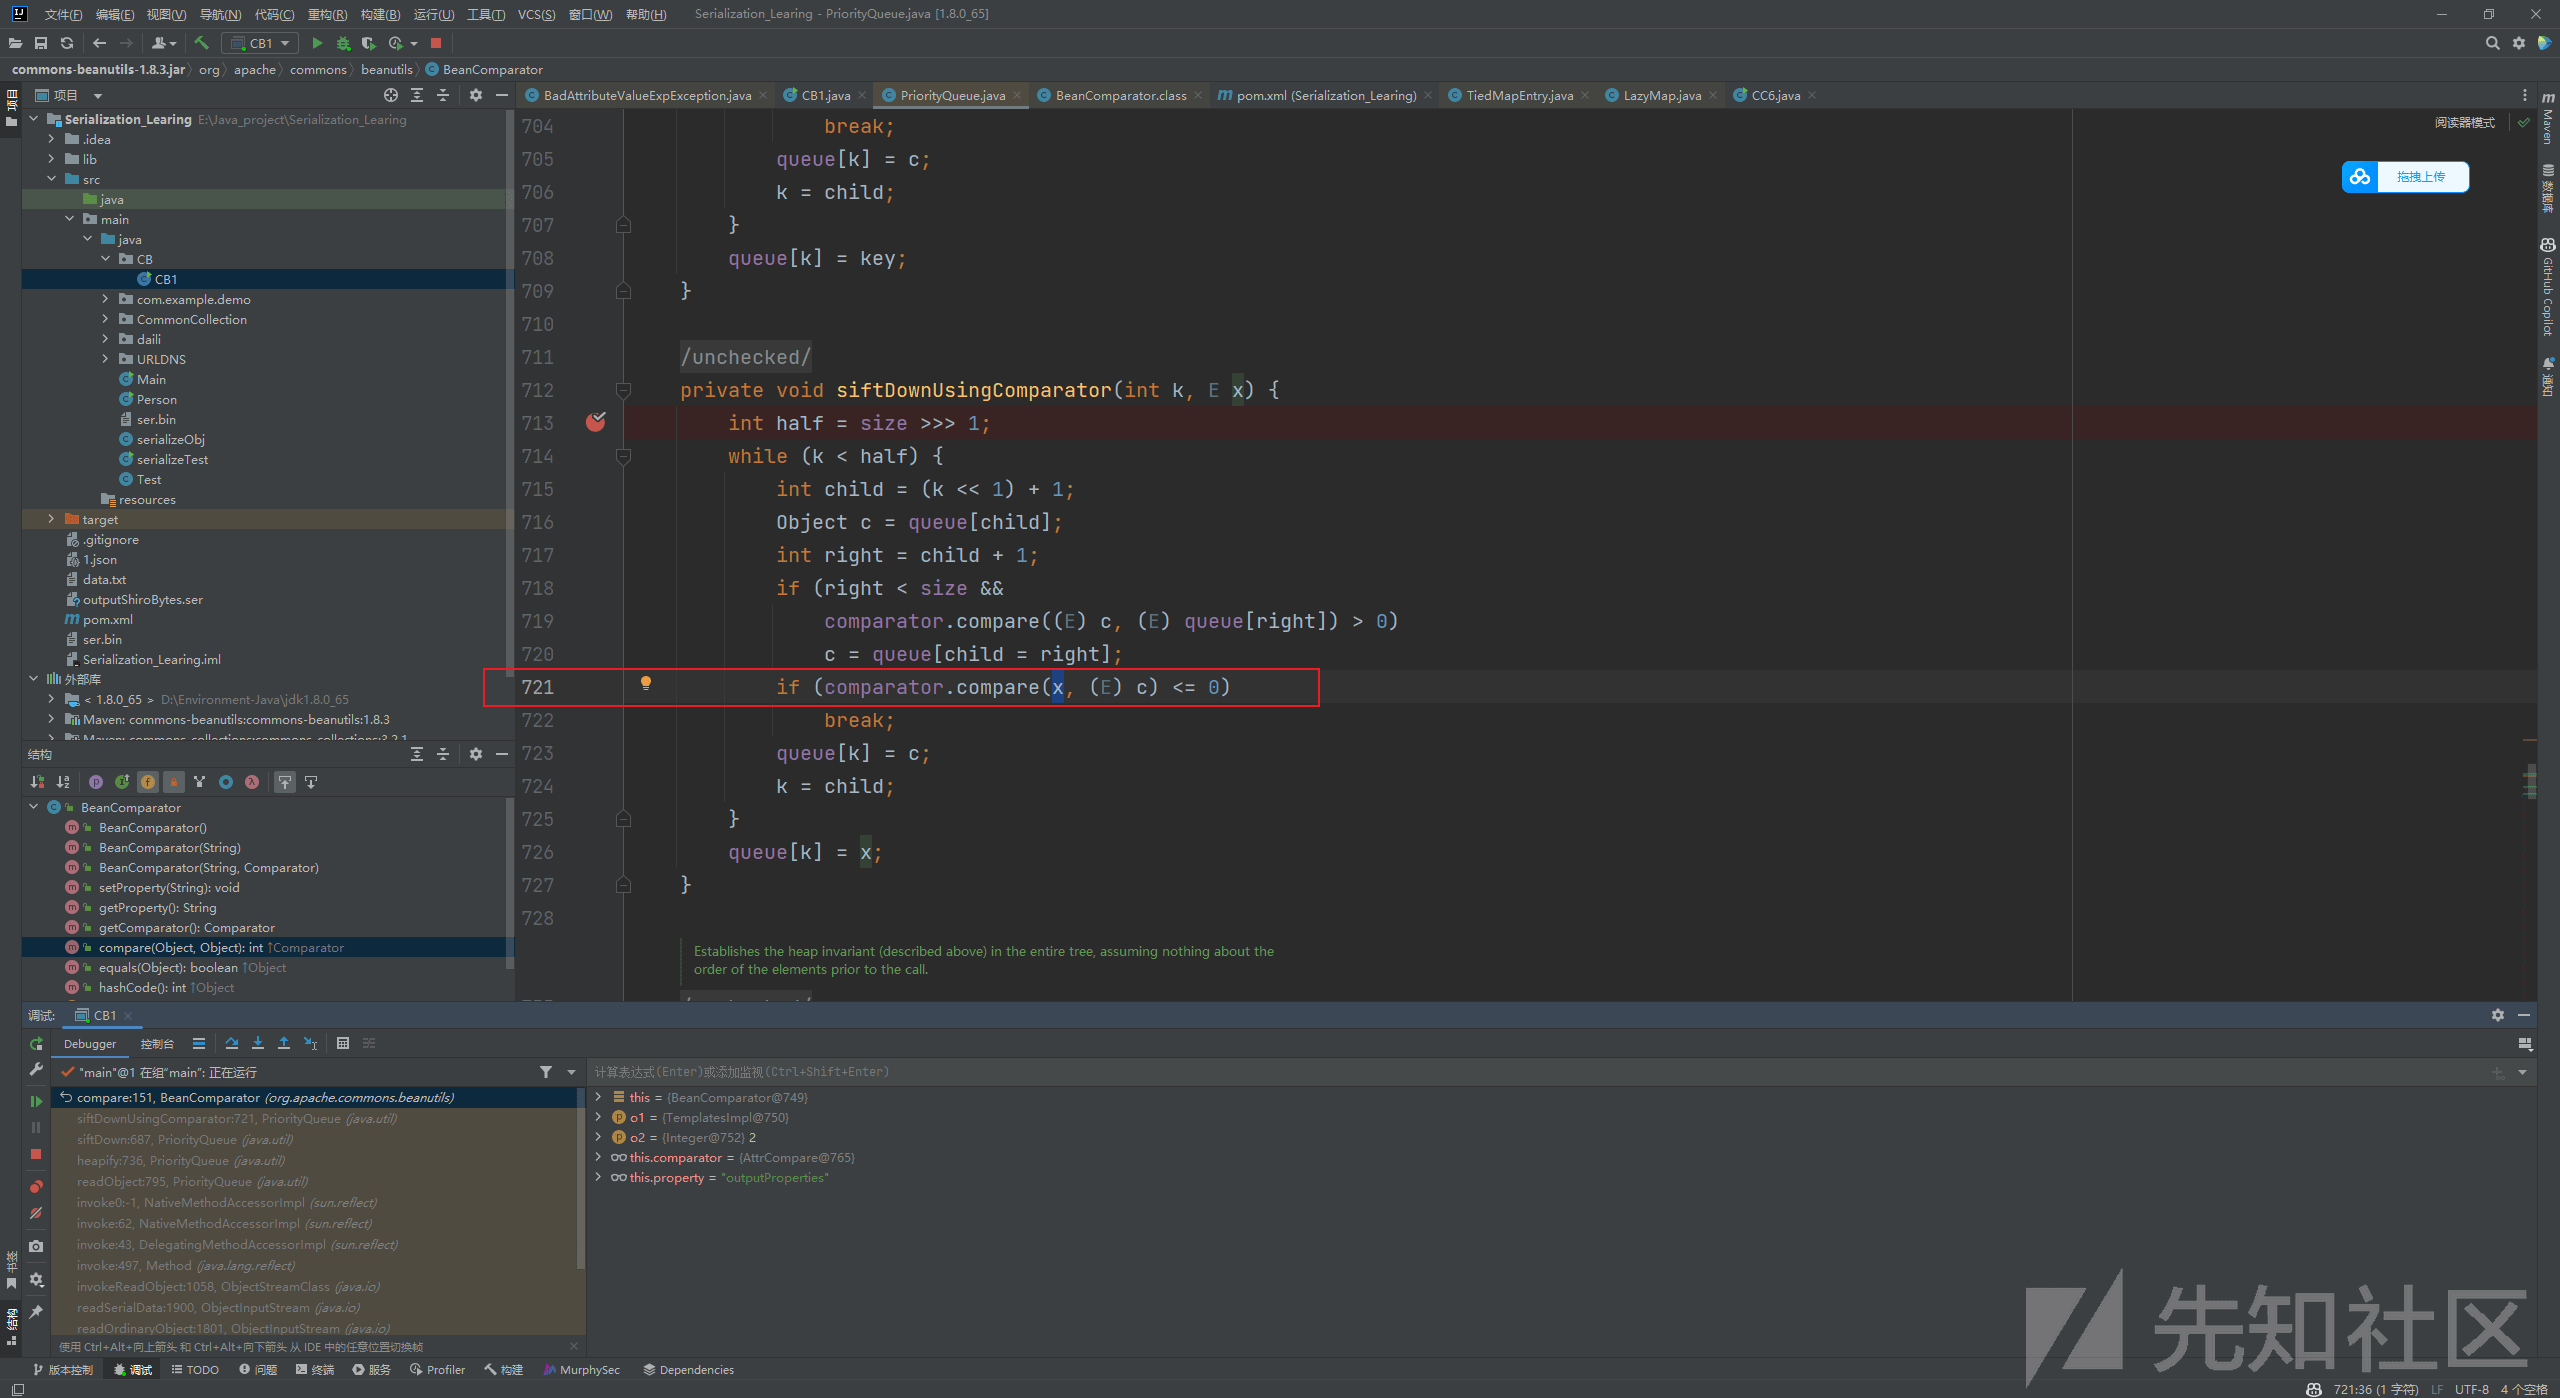 文件(F) 编辑(E) 视图(V) 导航(N) 代码(C) 重构(R) 构建(B) 运行(U) 工具(T) VCS(S) 窗口(W) 帮助(H) Serialization_Learing - PriorityQueue.java [1.8.0_65]
CB1
commons-beanutils-1.8.3.jar org apache commons beanutils BeanComparator
项目
BadAttributeValueExpException.java CB1.java PriorityQueue.java BeanComparator.class pom.xml (Serialization_Learing) TiedMapEntry.java LazyMap.java CC6.java
Serialization_Learing E:\Java_project\Serialization_Learing
.idea
lib
src
java
main
java
CB
CB1
com.example.demo
CommonCollection
daili
URLDNS
Main
Person
ser.bin
serializeObj
serializeTest
Test
resources
target
.gitignore
1.json
data.txt
outputShiroBytes.ser
pom.xml
ser.bin
Serialization_Learing.iml
外部库
< 1.8.0_65 > D:\Environment-Java\jdk1.8.0_65
Maven: commons-beanutils:commons-beanutils:1.8.3
Maven: commons-collections:commons-collections:3.2.1
阅读器模式
拖拽上传
704 break;
705 queue[k] = c;
706 k = child;
707 }
708 queue[k] = key;
709 }
710
711 /unchecked/
712 private void siftDownUsingComparator(int k, E x) {
713 int half = size >>> 1;
714 while (k < half) {
715 int child = (k << 1) + 1;
716 Object c = queue[child];
717 int right = child + 1;
718 if (right < size &&
719 comparator.compare((E) c, (E) queue[right]) > 0)
720 c = queue[child = right];
721 if (comparator.compare(x, (E) c) <= 0)
722 break;
723 queue[k] = c;
724 k = child;
725 }
726 queue[k] = x;
727 }
728
Establishes the heap invariant (described above) in the entire tree, assuming nothing about the
order of the elements prior to the call.
项目
Maven
数据库
GitHub Copilot
通知
结构
BeanComparator
BeanComparator()
BeanComparator(String)
BeanComparator(String, Comparator)
setProperty(String): void
getProperty(): String
getComparator(): Comparator
compare(Object, Object): int ↑Comparator
equals(Object): boolean ↑Object
hashCode(): int ↑Object
调试: CB1
Debugger 控制台
"main"@1 在组"main": 正在运行
compare:151, BeanComparator (org.apache.commons.beanutils)
siftDownUsingComparator:721, PriorityQueue (java.util)
siftDown:687, PriorityQueue (java.util)
heapify:736, PriorityQueue (java.util)
readObject:795, PriorityQueue (java.util)
invoke0:-1, NativeMethodAccessorImpl (sun.reflect)
invoke:62, NativeMethodAccessorImpl (sun.reflect)
invoke:43, DelegatingMethodAccessorImpl (sun.reflect)
invoke:497, Method (java.lang.reflect)
invokeReadObject:1058, ObjectStreamClass (java.io)
readSerialData:1900, ObjectInputStream (java.io)
readOrdinaryObject:1801, ObjectInputStream (java.io)
使用 Ctrl+Alt+向上箭头 和 Ctrl+Alt+向下箭头 从 IDE 中的任意位置切换帧
计算表达式(Enter)或添加监视(Ctrl+Shift+Enter)
this = {BeanComparator@749}
o1 = {TemplatesImpl@750}
o2 = {Integer@752} 2
this.comparator = {AttrCompare@765}
this.property = "outputProperties"
书签
结构
先知社区
版本控制 调试 TODO 问题 终端 服务 Profiler 构建 MurphySec Dependencies
721:36 (1 字符) LF UTF-8 4 个空格